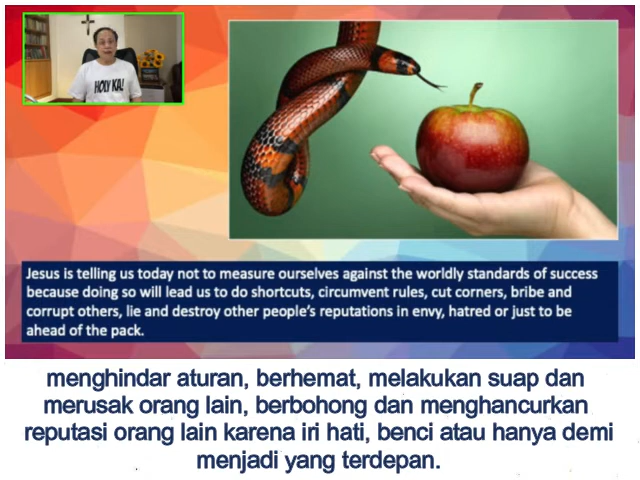 HOLY KA!
Jesus is telling us today not to measure ourselves against the worldly standards of success
because doing so will lead us to do shortcuts, circumvent rules, cut corners, bribe and
corrupt others, lie and destroy other people's reputations in envy, hatred or just to be
ahead of the pack.
menghindar aturan, berhemat, melakukan suap dan
merusak orang lain, berbohong dan menghancurkan
reputasi orang lain karena iri hati, benci atau hanya demi
menjadi yang terdepan.